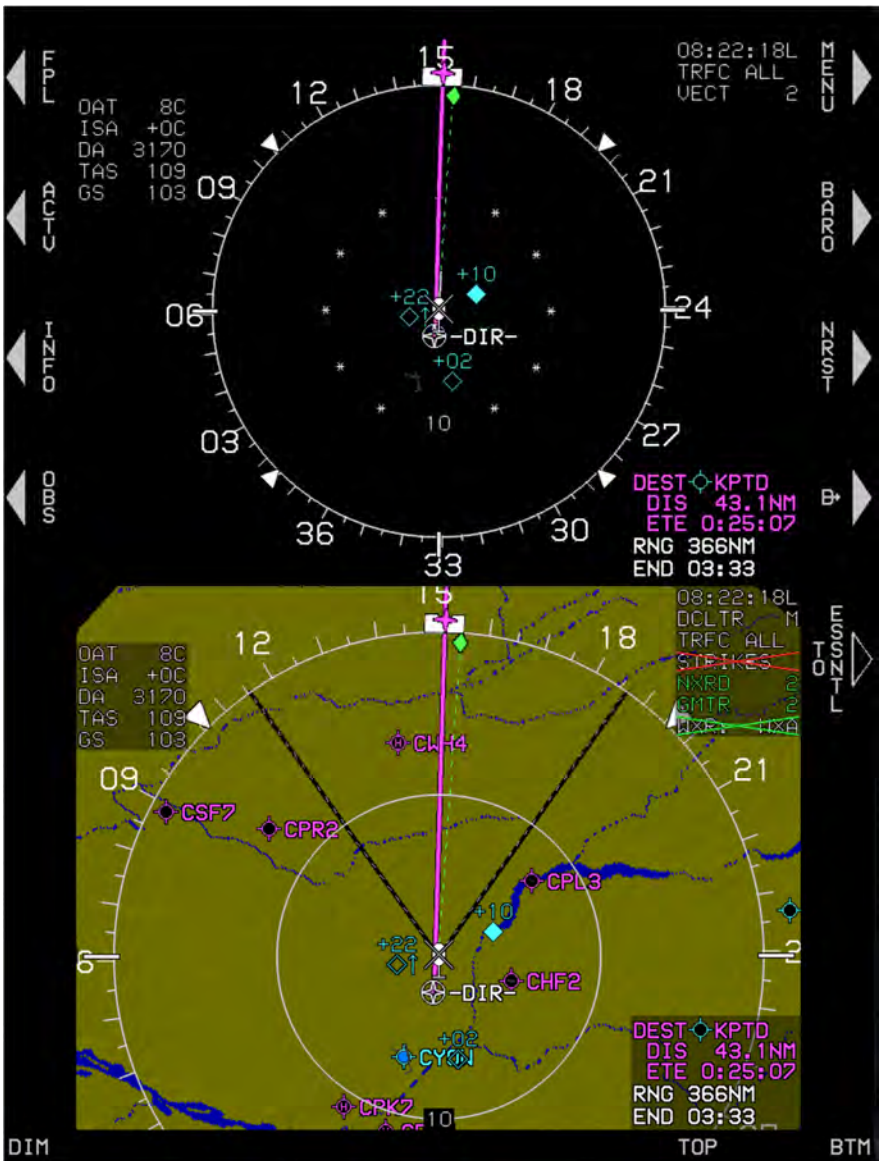 FPL
ACTV
INFO
OBS
MENU
BARO
NRST
OAT 8C
ISA +0C
DA 3170
TAS 109
GS 103
08:22:18L
TRFC ALL
VECT 2
15
12
18
09
21
06
24
03
27
36
30
33
+10
+22
-DIR-
+02
10
DEST KPTD
DIS 43.1NM
ETE 0:25:07
RNG 366NM
END 03:33
ESSNTL
TO
OAT 8C
ISA +0C
DA 3170
TAS 109
GS 103
08:22:18L
DCLTR M
TRFC ALL
STRIKES
NXRD 2
GMTR 2
15
12
18
09
21
CWH4
CSF7
CPR2
CPL3
+10
+22
CHF2
-DIR-
+02
CYON
CPK7
10
DEST KPTD
DIS 43.1NM
ETE 0:25:07
RNG 366NM
END 03:33
DIM
TOP
BTM